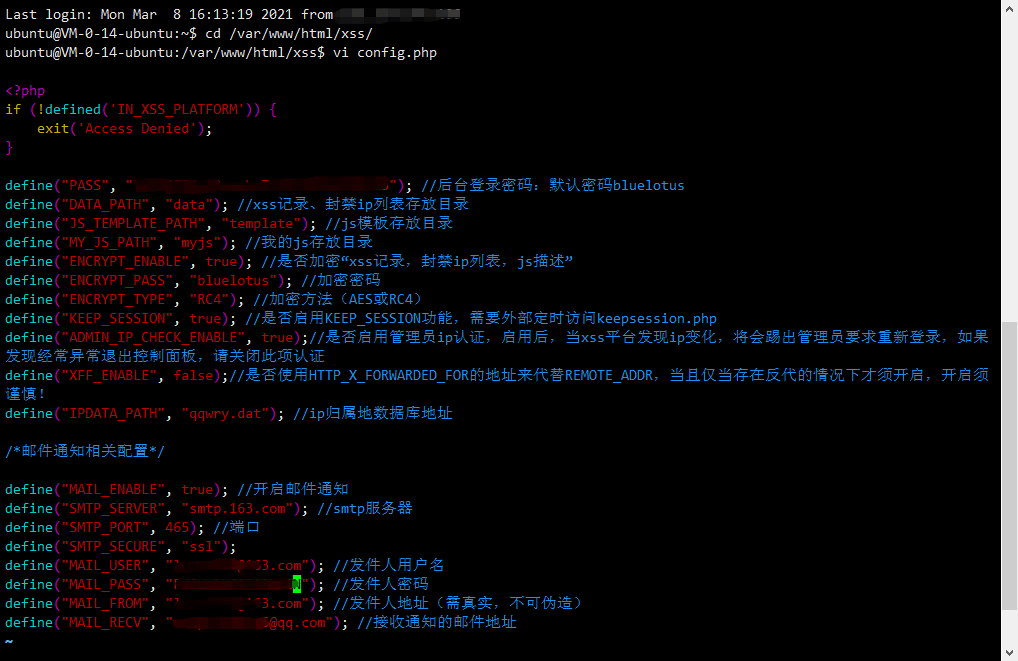 Last login: Mon Mar  8 16:13:19 2021 from
ubuntu@VM-0-14-ubuntu:~$ cd /var/www/html/xss/
ubuntu@VM-0-14-ubuntu:/var/www/html/xss$ vi config.php
<?php
if (!defined('IN_XSS_PLATFORM')) {
    exit('Access Denied');
}
define("PASS", ""); //后台登录密码: 默认密码bluelotus
define("DATA_PATH", "data"); //xss记录、封禁ip列表存放目录
define("JS_TEMPLATE_PATH", "template"); //js模板存放目录
define("MY_JS_PATH", "myjs"); //我的js存放目录
define("ENCRYPT_ENABLE", true); //是否加密“xss记录，封禁ip列表，js描述”
define("ENCRYPT_PASS", "bluelotus"); //加密密码
define("ENCRYPT_TYPE", "RC4"); //加密方法（AES或RC4）
define("KEEP_SESSION", true); //是否启用KEEP_SESSION功能，需要外部定时访问keepsession.php
define("ADMIN_IP_CHECK_ENABLE", true);//是否启用管理员ip认证，启用后，当xss平台发现ip变化，将会踢出管理员要求重新登录，如果
发现经常异常退出控制面板，请关闭此项认证
define("XFF_ENABLE", false);//是否使用HTTP_X_FORWARDED_FOR的地址来代替REMOTE_ADDR，当且仅当存在反代的情况下才须开启，开启须
谨慎！
define("IPDATA_PATH", "qqwry.dat"); //ip归属地数据库地址
/*邮件通知相关配置*/
define("MAIL_ENABLE", true); //开启邮件通知
define("SMTP_SERVER", "smtp.163.com"); //smtp服务器
define("SMTP_PORT", 465); //端口
define("SMTP_SECURE", "ssl");
define("MAIL_USER", "163.com"); //发件人用户名
define("MAIL_PASS", ""); //发件人密码
define("MAIL_FROM", "163.com"); //发件人地址（需真实，不可伪造）
define("MAIL_RECV", "@qq.com"); //接收通知的邮件地址
~